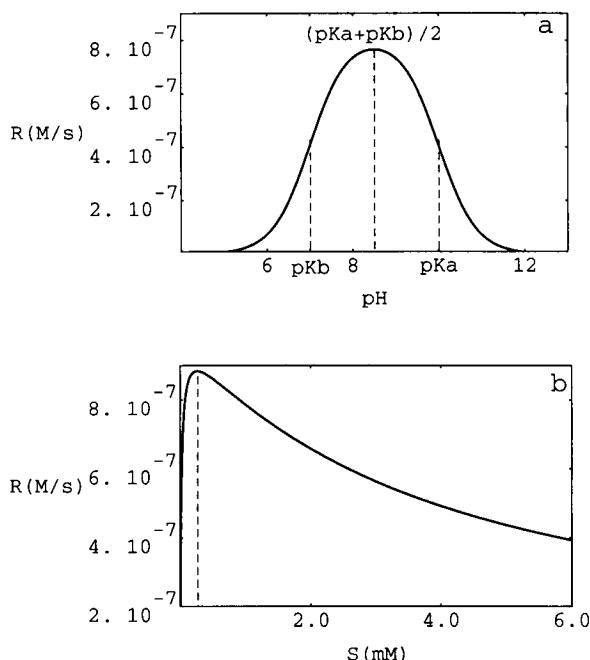 a
(pKa+pKb)/2
8. 10^-7
6. 10^-7
R(M/s)
4. 10^-7
2. 10^-7
6 8 12
pKb pKa
pH
b
8. 10^-7
R(M/s) 6. 10^-7
4. 10^-7
2. 10^-7
2.0 4.0 6.0
S(mM)